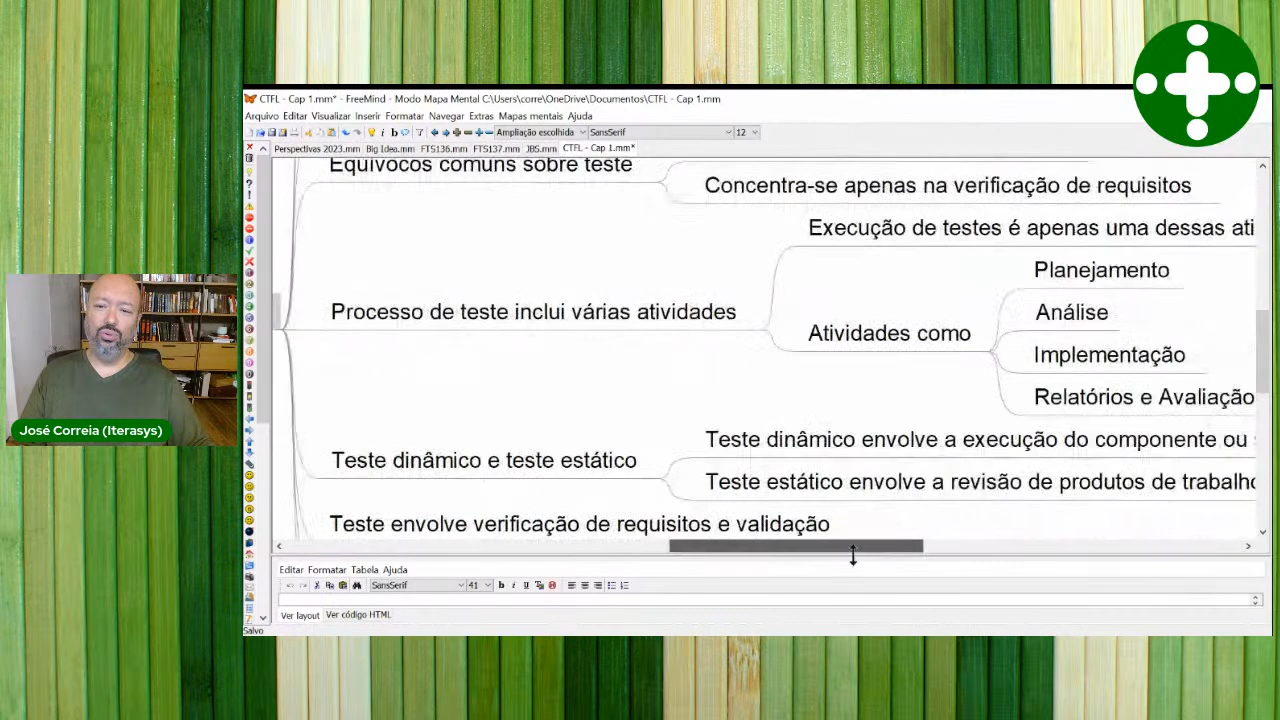 CTFL - Cap 1.mm* - FreeMind - Modo Mapa Mental C:\Users\corre\OneDrive\Documentos\CTFL - Cap 1.mm)
Arquivo Editar Visualizar Inserir Formatar Navegar Extras Mapas mentais Ajuda
Ampliação escolhida SansSerif 12
Perspectivas 2023.mm Big Idea.mm FTS136.mm FTS137.mm JBS.mm CTFL - Cap 1.mm*
Equívocos comuns sobre teste
Concentra-se apenas na verificação de requisitos
Execução de testes é apenas uma dessas ati
Planejamento
Processo de teste inclui várias atividades
Análise
Atividades como
Implementação
Relatórios e Avaliação
Teste dinâmico envolve a execução do componente ou
Teste dinâmico e teste estático
Teste estático envolve a revisão de produtos de trabalho
Teste envolve verificação de requisitos e validação
José Correia (Iterasys)
Editar Formatar Tabela Ajuda
SansSerif 41
Ver layout Ver código HTML
Salvo